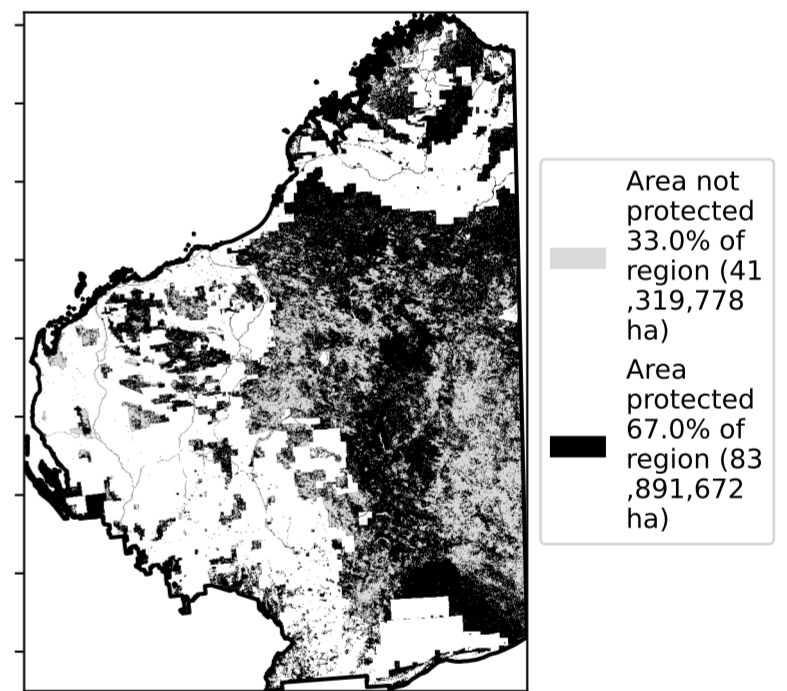 Area not
protected
33.0% of
region (41
,319,778
ha)
Area
protected
67.0% of
region (83
,891,672
ha)